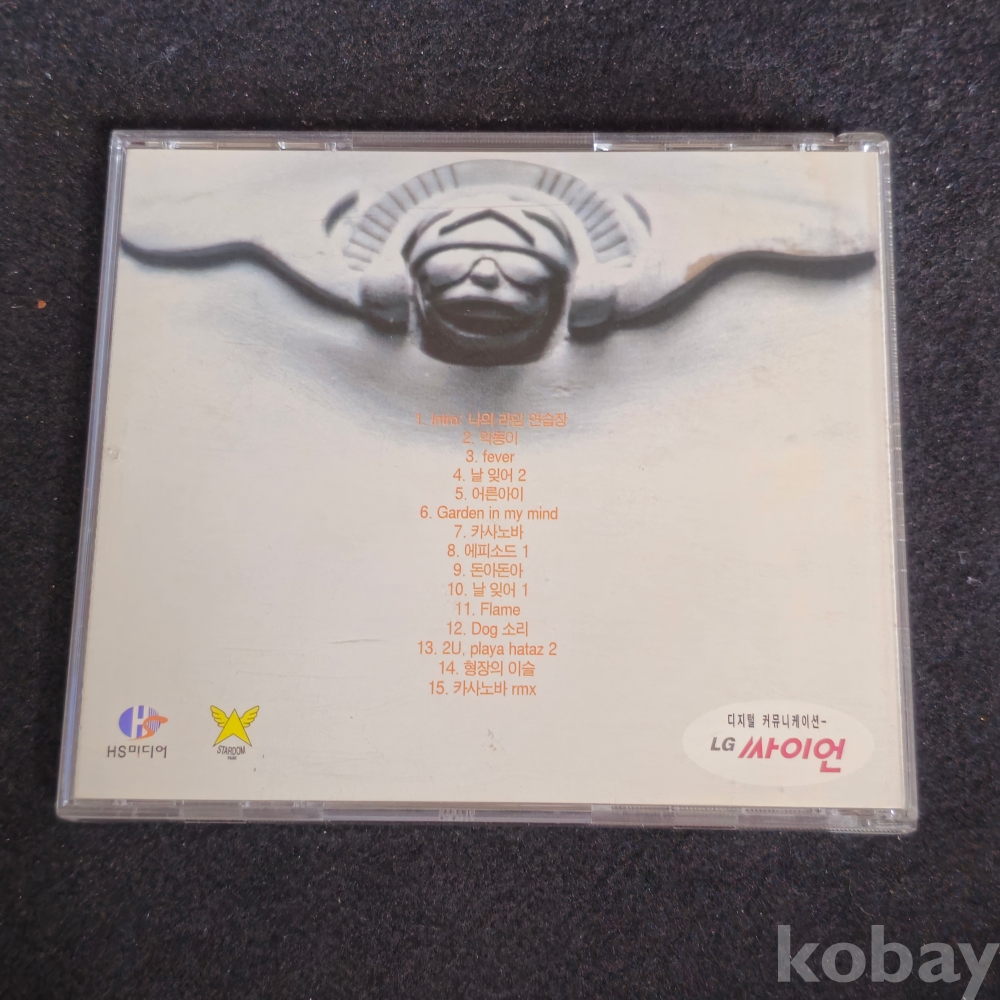 1. Intro: 나의 라임 연습장
2. 악동이
3. fever
4. 날 잊어 2
5. 어른아이
6. Garden in my mind
7. 카사노바
8. 에피소드 1
9. 돈아돈아
10. 날 잊어 1
11. Flame
12. Dog 소리
13. 2U, playa hataz 2
14. 형장의 이슬
15. 카사노바 rmx
HS미디어
STARDOM
디지털 커뮤니케이션-
LG 싸이언
kobay